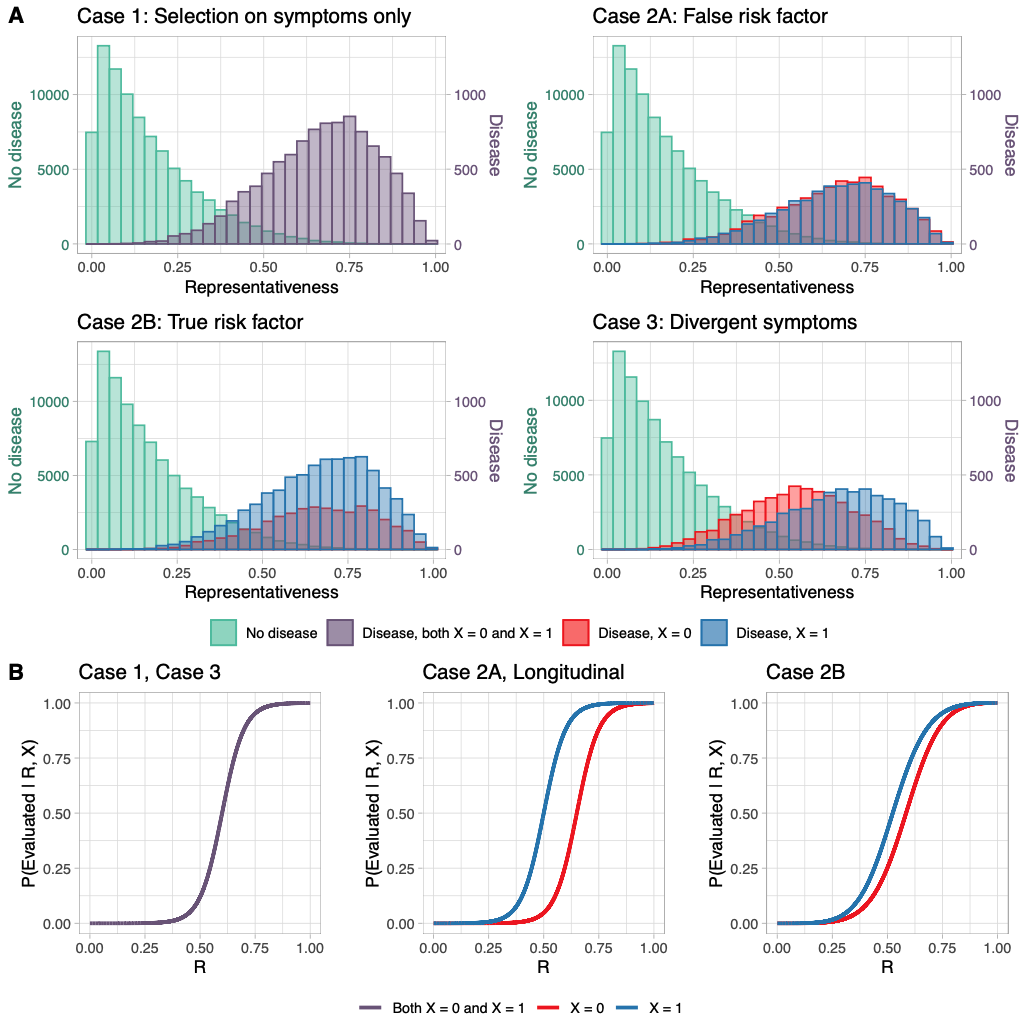 A
Case 1: Selection on symptoms only
No disease
10000
5000
0
1000
500
0
Disease
0.00 0.25 0.50 0.75 1.00
Representativeness
Case 2A: False risk factor
No disease
10000
5000
0
1000
500
0
Disease
0.00 0.25 0.50 0.75 1.00
Representativeness
Case 2B: True risk factor
No disease
10000
5000
0
1000
500
0
Disease
0.00 0.25 0.50 0.75 1.00
Representativeness
Case 3: Divergent symptoms
No disease
10000
5000
0
1000
500
0
Disease
0.00 0.25 0.50 0.75 1.00
Representativeness
No disease Disease, both X = 0 and X = 1 Disease, X = 0 Disease, X = 1
B
Case 1, Case 3
P(Evaluated | R, X)
1.00
0.75
0.50
0.25
0.00
0.00 0.25 0.50 0.75 1.00
R
Case 2A, Longitudinal
P(Evaluated | R, X)
1.00
0.75
0.50
0.25
0.00
0.00 0.25 0.50 0.75 1.00
R
Case 2B
P(Evaluated | R, X)
1.00
0.75
0.50
0.25
0.00
0.00 0.25 0.50 0.75 1.00
R
Both X = 0 and X = 1 X = 0 X = 1